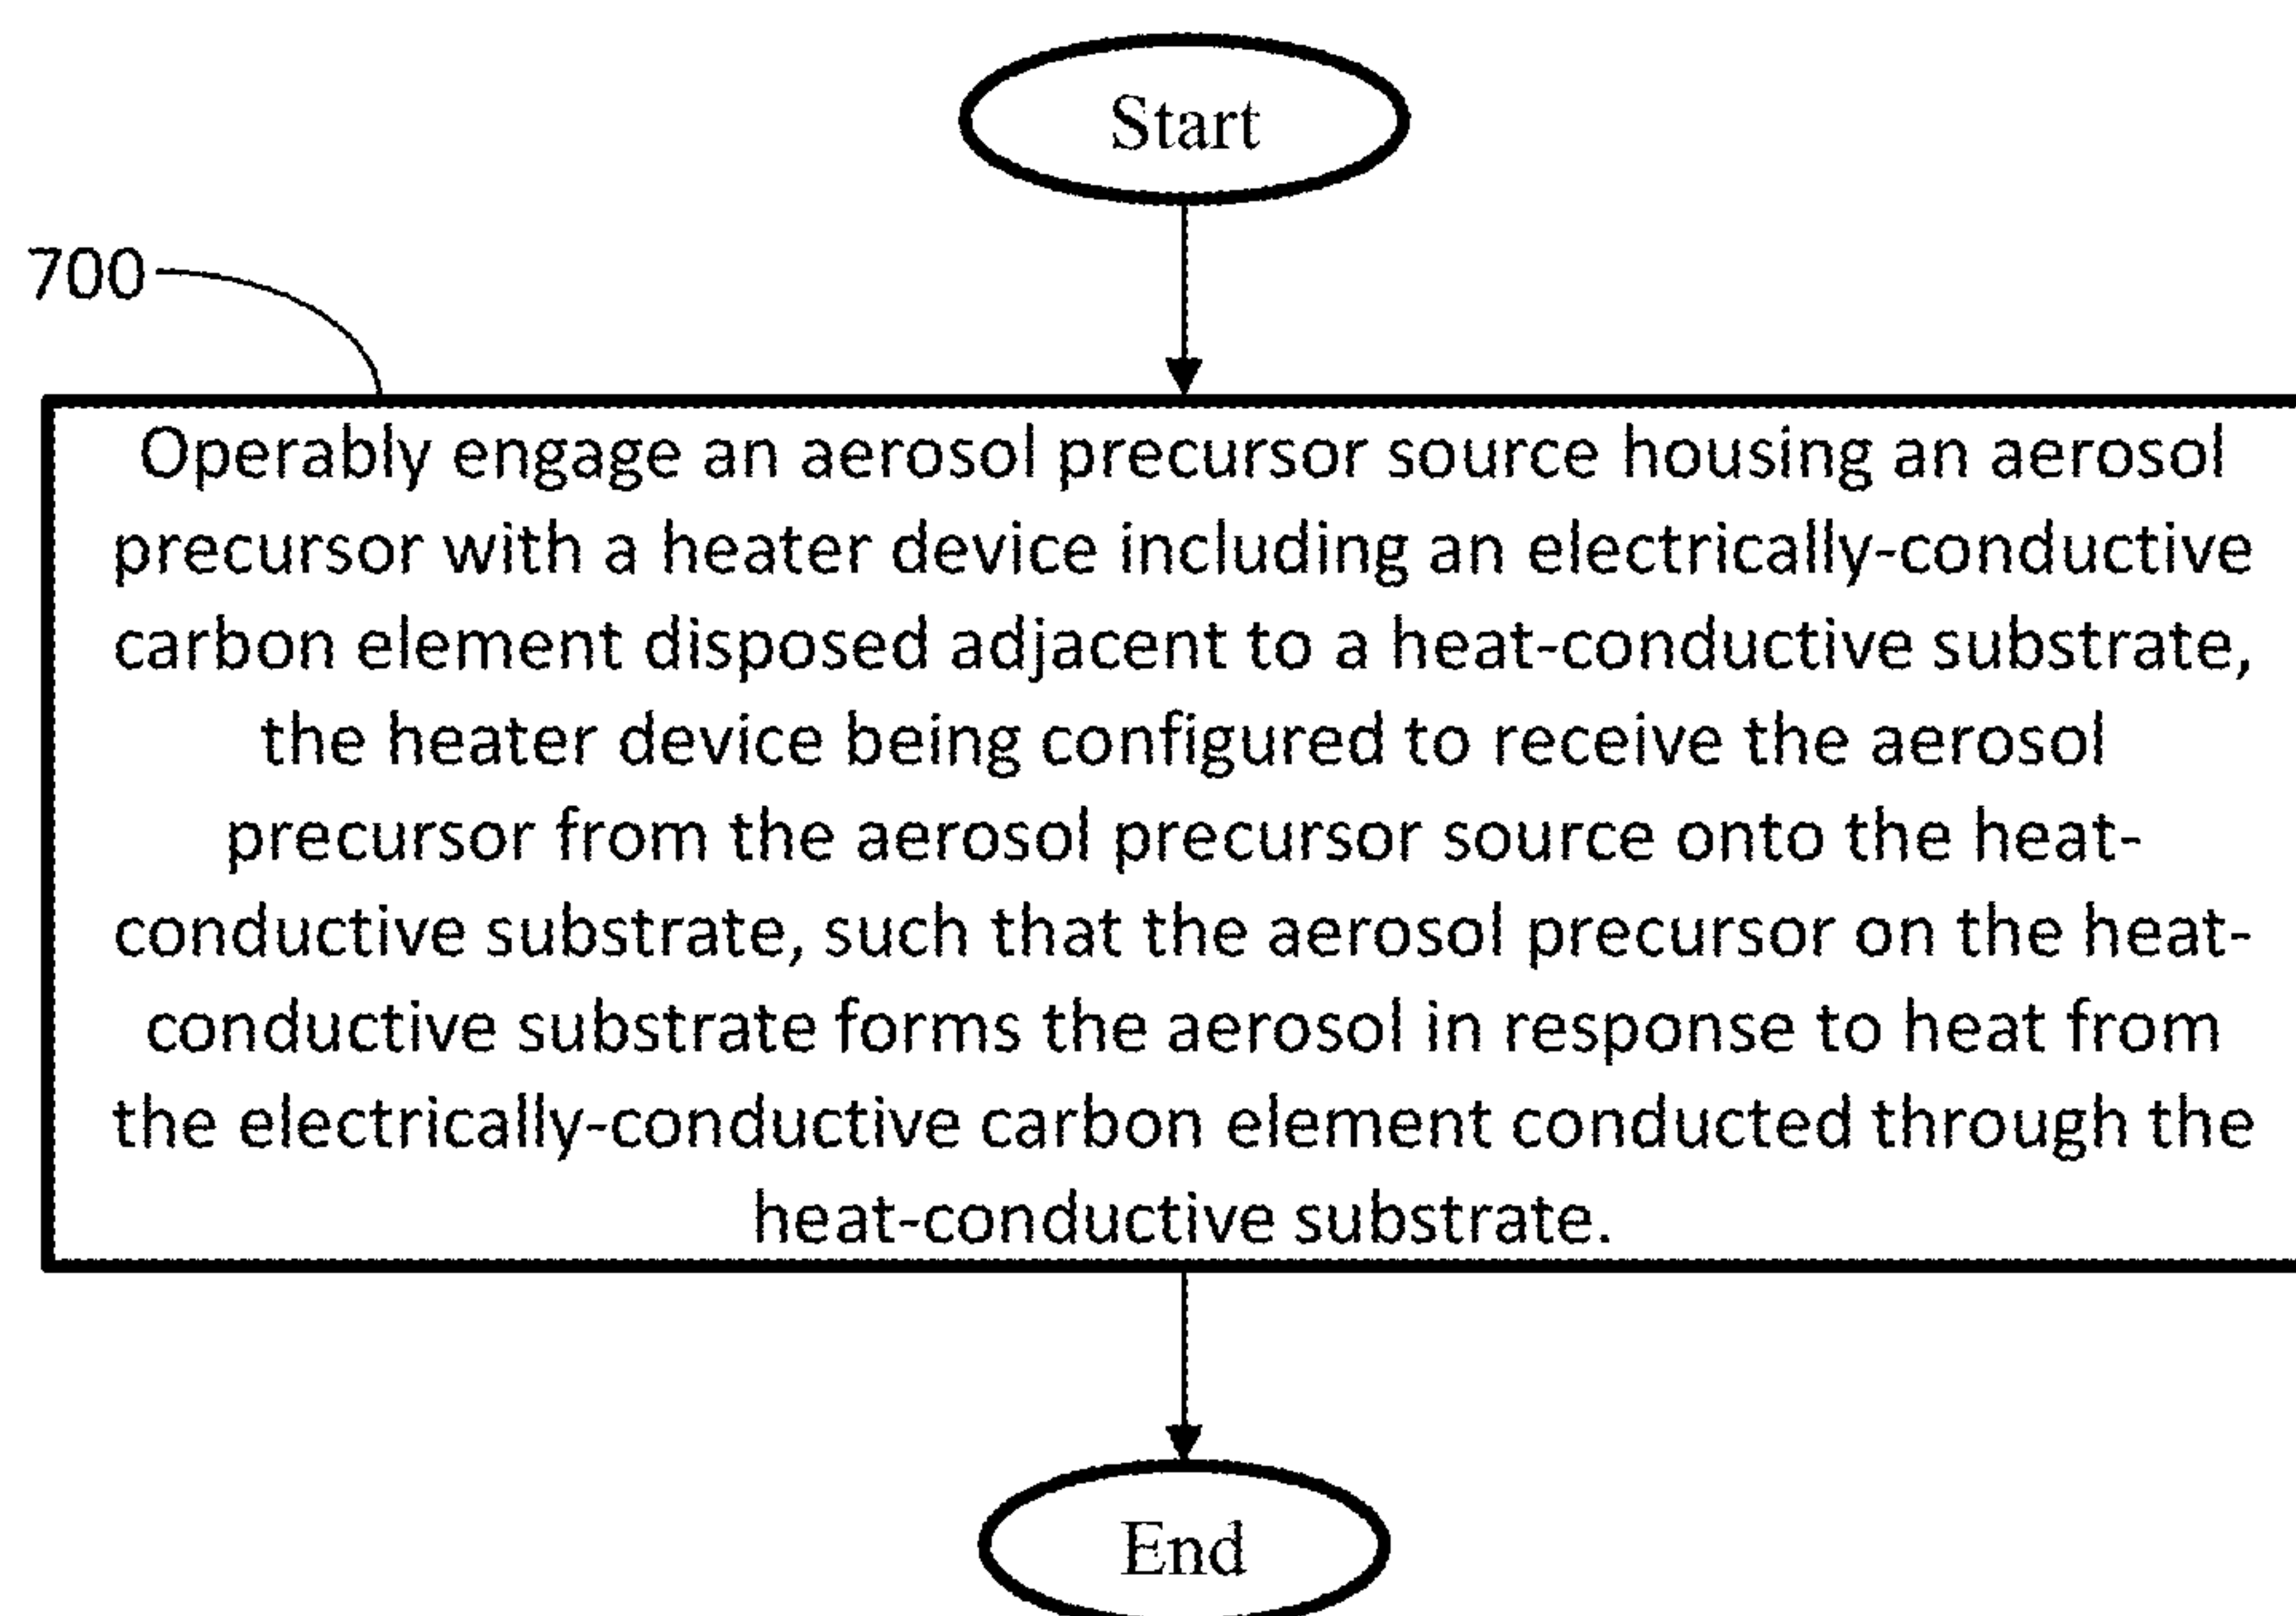 Start
700
Operably engage an aerosol precursor source housing an aerosol
precursor with a heater device including an electrically-conductive
carbon element disposed adjacent to a heat-conductive substrate,
the heater device being configured to receive the aerosol
precursor from the aerosol precursor source onto the heat-
conductive substrate, such that the aerosol precursor on the heat-
conductive substrate forms the aerosol in response to heat from
the electrically-conductive carbon element conducted through the
heat-conductive substrate.
End